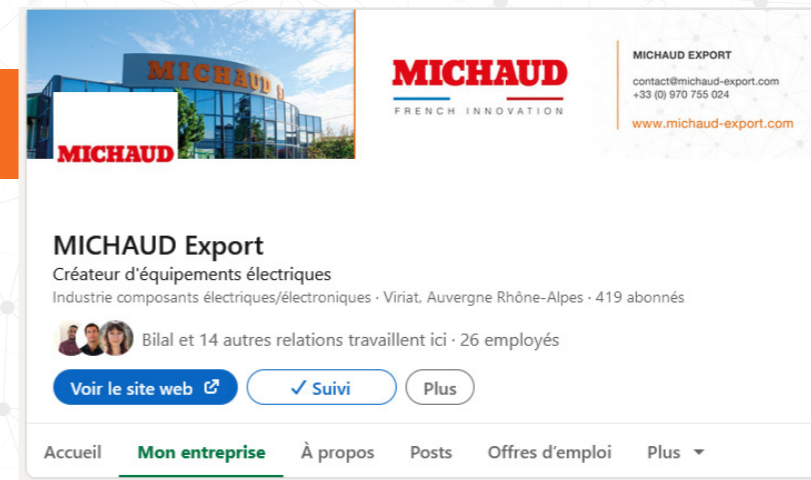 MICHAUD
MICHAUD
MICHAUD
FRENCH INNOVATION
MICHAUD EXPORT
contact@michaud-export.com
+33 (0) 970 755 024
www.michaud-export.com
MICHAUD Export
Créateur d'équipements électriques
Industrie composants électriques/électroniques · Viriat, Auvergne Rhône-Alpes · 419 abonnés
Bilal et 14 autres relations travaillent ici · 26 employés
Voir le site web
✓ Suivi
Plus
Accueil Mon entreprise À propos Posts Offres d'emploi Plus